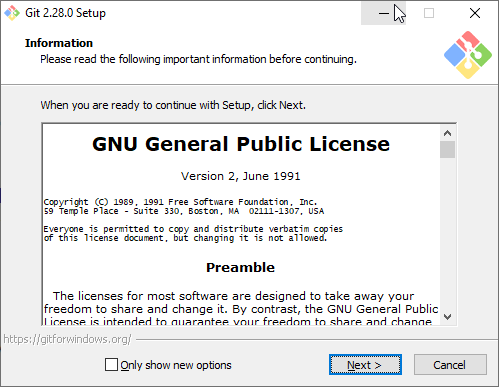 Git 2.28.0 Setup
Information
Please read the following important information before continuing.
When you are ready to continue with Setup, click Next.
GNU General Public License
Version 2, June 1991
Copyright (C) 1989, 1991 Free Software Foundation, Inc.
59 Temple Place - Suite 330, Boston, MA  02111-1307, USA
Everyone is permitted to copy and distribute verbatim copies
of this license document, but changing it is not allowed.
Preamble
The licenses for most software are designed to take away your
freedom to share and change it. By contrast, the GNU General Public
License is intended to guarantee your freedom to share and change
https://gitforwindows.org/
Only show new options
Next >
Cancel